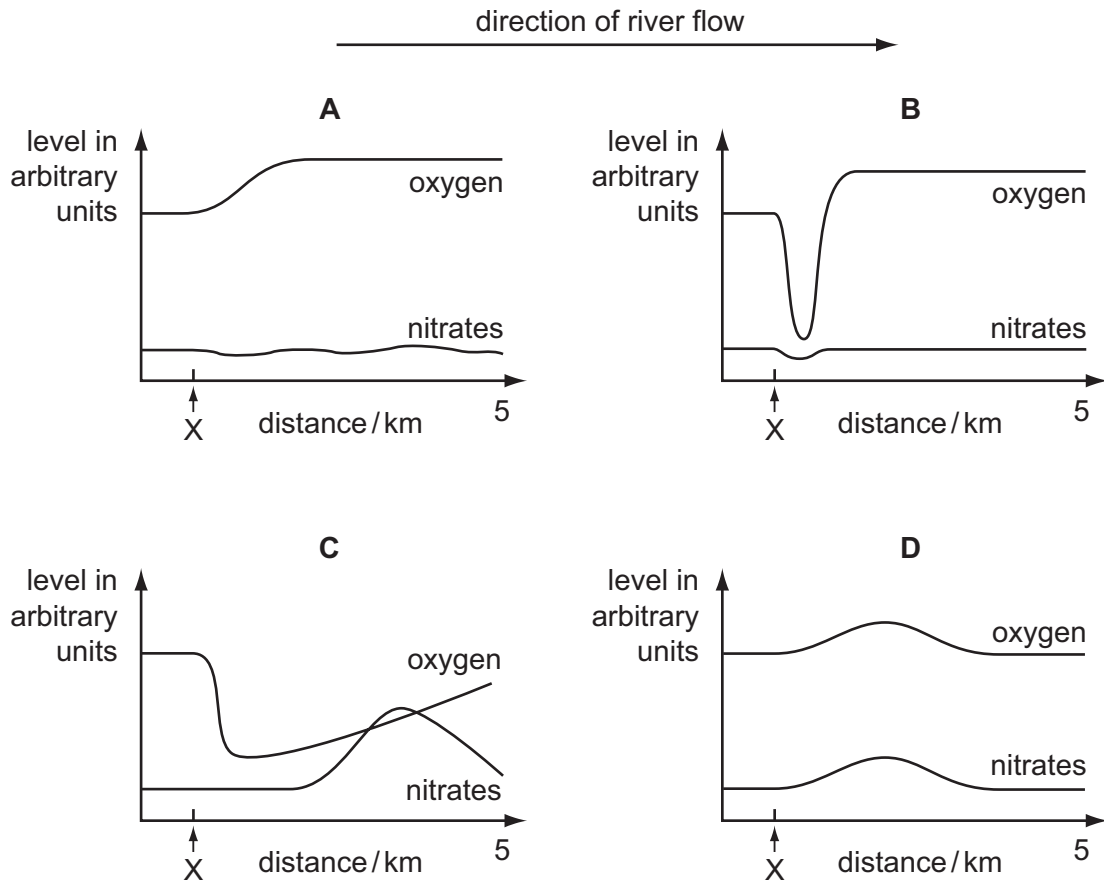 direction of river flow
A
level in
arbitrary
units
oxygen
nitrates
X
distance / km
5
B
level in
arbitrary
units
oxygen
nitrates
X
distance / km
5
C
level in
arbitrary
units
oxygen
nitrates
X
distance / km
5
D
level in
arbitrary
units
oxygen
nitrates
X
distance / km
5